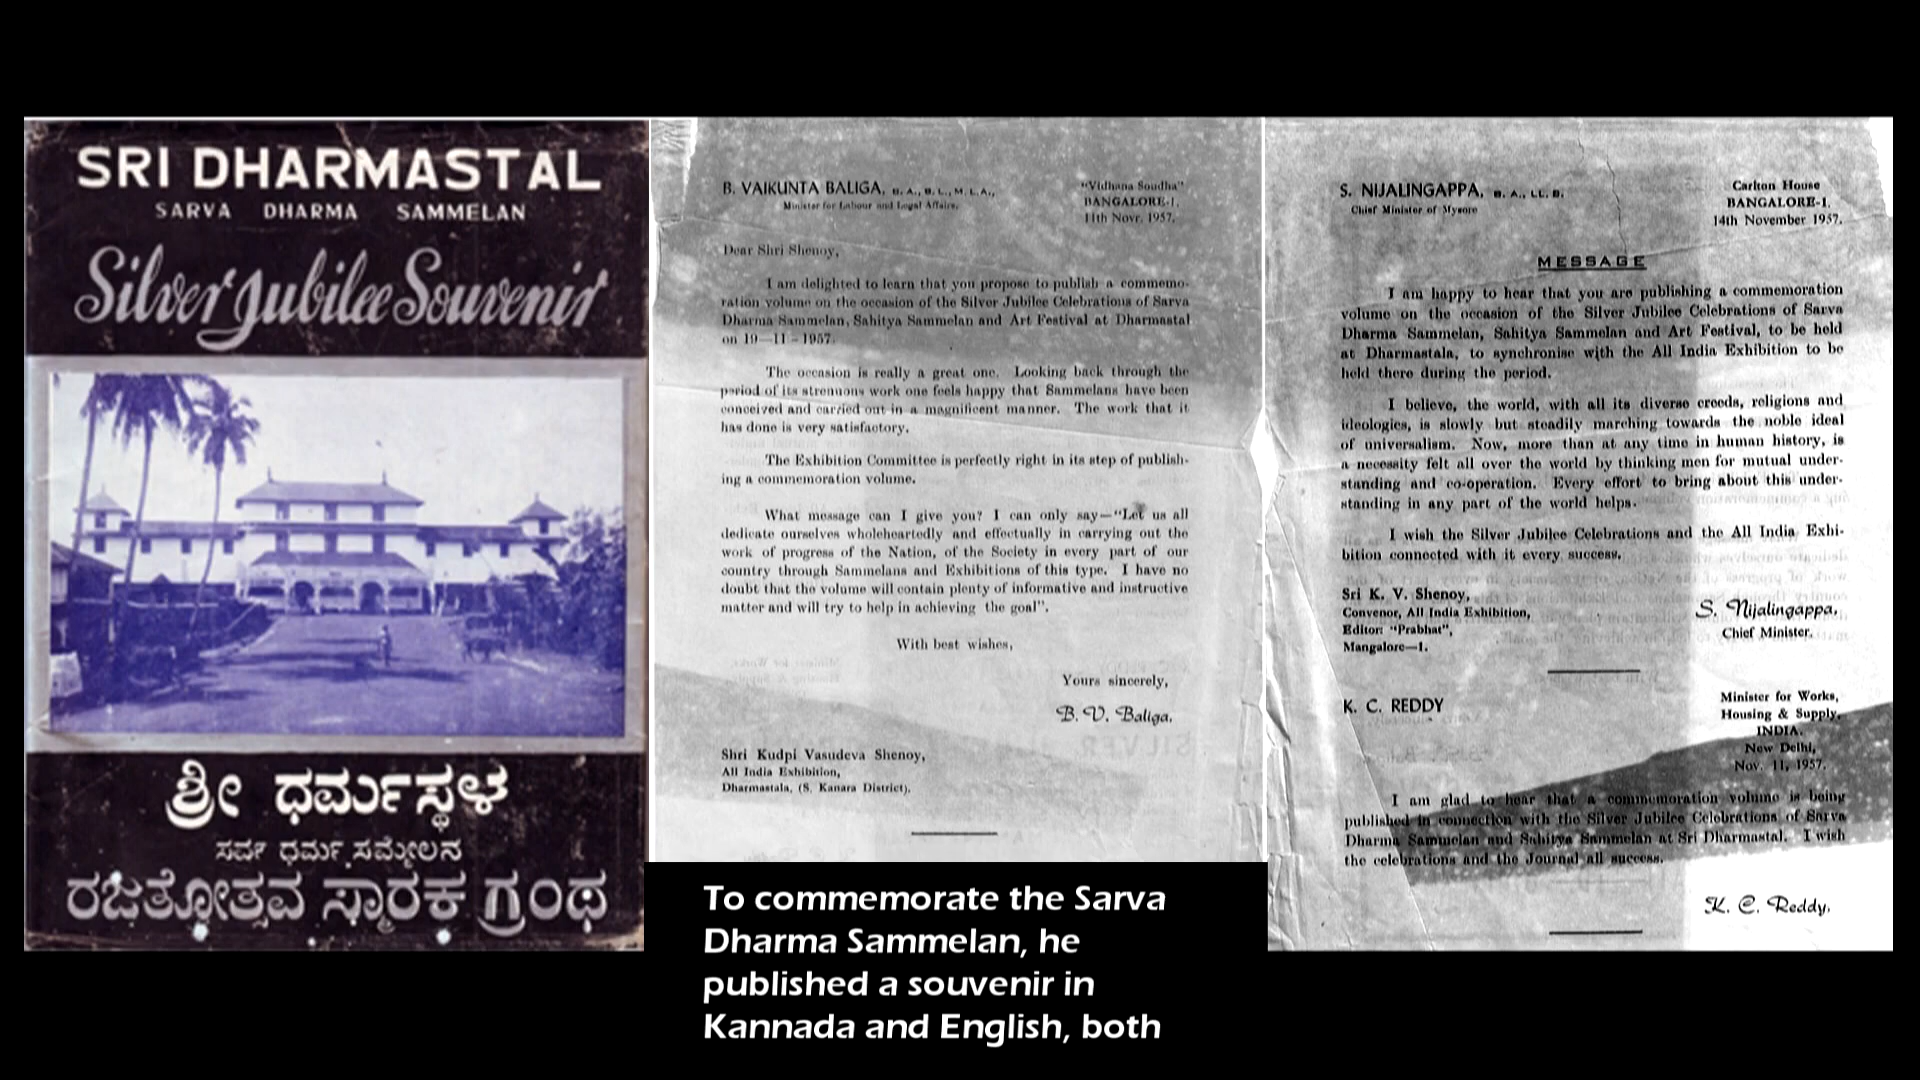 SRI DHARMASTAL
SARVA DHARMA SAMMELAN
Silver Jubilee Souvenir
ಶ್ರೀ ಧರ್ಮಸ್ಥಳ
ಸರ್ವ ಧರ್ಮ ಸಮ್ಮೇಲನ
ರಜತೋತ್ಸವ ಸ್ಮಾರಕ ಗ್ರಂಥ
B. VAIKUNTA BALIGA, B. A., B. L., M. L. A.,
Minister for Labour and Legal Affairs.
"Vidhana Soudha"
BANGALORE-1.
11th Novr. 1957.
Dear Shri Shenoy,
I am delighted to learn that you propose to publish a commemo-
ration volume on the occasion of the Silver Jubilee Celebrations of Sarva
Dharma Sammelan, Sahitya Sammelan and Art Festival at Dharmastal
on 19—11-1957.
The occasion is really a great one. Looking back through the
period of its strenuous work one feels happy that Sammelans have been
conceived and carried out in a magnificent manner. The work that it
has done is very satisfactory.
The Exhibition Committee is perfectly right in its step of publish-
ing a commemoration volume.
What message can I give you? I can only say—"Let us all
dedicate ourselves wholeheartedly and effectually in carrying out the
work of progress of the Nation, of the Society in every part of our
country through Sammelans and Exhibitions of this type. I have no
doubt that the volume will contain plenty of informative and instructive
matter and will try to help in achieving the goal".
With best wishes,
Yours sincerely,
B. V. Baliga.
Shri Kudpi Vasudeva Shenoy,
All India Exhibition,
Dharmastala, (S. Kanara District).
S. NIJALINGAPPA, B. A., LL. B.
Chief Minister of Mysore
Carlton House
BANGALORE-1.
14th November 1957.
MESSAGE
I am happy to hear that you are publishing a commemoration
volume on the occasion of the Silver Jubilee Celebrations of Sarva
Dharma Sammelan, Sahitya Sammelan and Art Festival, to be held
at Dharmastala, to synchronise with the All India Exhibition to be
held there during the period.
I believe, the world, with all its diverse creeds, religions and
ideologies, is slowly but steadily marching towards the noble ideal
of universalism. Now, more than at any time in human history, is
a necessity felt all over the world by thinking men for mutual under-
standing and co-operation. Every effort to bring about this under-
standing in any part of the world helps.
I wish the Silver Jubilee Celebrations and the All India Exhi-
bition connected with it every success.
Sri K. V. Shenoy,
Convenor, All India Exhibition,
Editor: "Prabhat",
Mangalore—1.
S. Nijalingappa,
Chief Minister.
K. C. REDDY
Minister for Works,
Housing & Supply,
INDIA.
New Delhi,
Nov. 11, 1957.
I am glad to hear that a commemoration volume is being
published in connection with the Silver Jubilee Celebrations of Sarva
Dharma Sammelan and Sahitya Sammelan at Sri Dharmastal. I wish
the celebrations and the Journal all success.
K. C. Reddy.
To commemorate the Sarva
Dharma Sammelan, he
published a souvenir in
Kannada and English, both